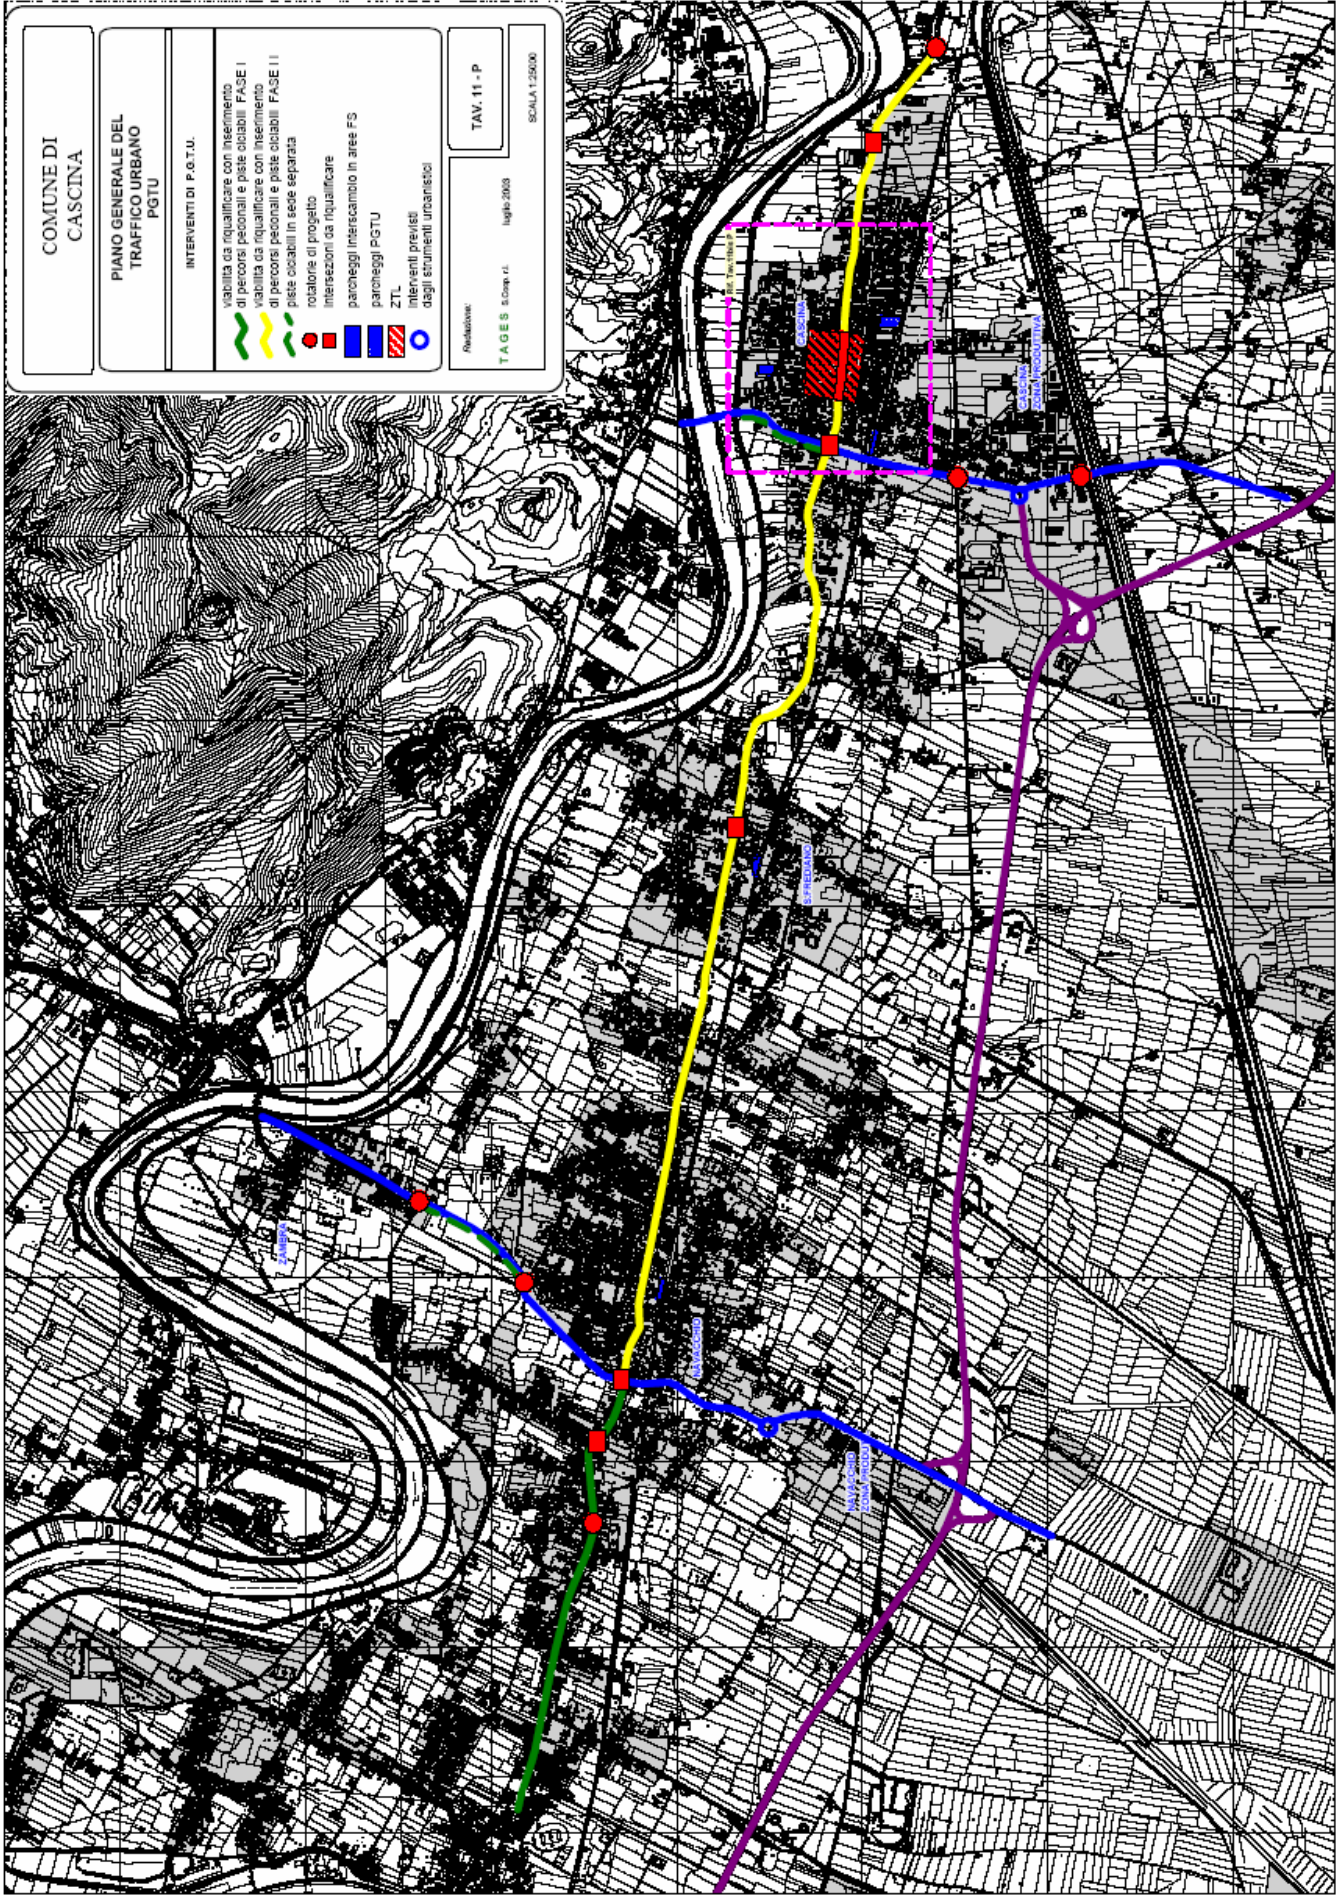 COMUNE DI
CASCINA
PIANO GENERALE DEL
TRAFFICO URBANO
PGTU
INTERVENTI DI P.G.T.U.
viabilita da riqualificare con inserimento
di percorsi pedonali e piste ciclabili FASE I
viabilita da riqualificare con inserimento
di percorsi pedonali e piste ciclabili FASE II
piste ciclabili in sede separata
rotatorie di progetto
intersezioni da riqualificare
parcheggi interscambio in aree FS
parcheggi PGTU
ZTL
interventi previsti
dagli strumenti urbanistici
Redazione:
TAGES S.Coop. r.l.
luglio 2003
TAV. 11 - P
SCALA 1:25000
CASCINA
CASCINA
ZONA PRODUTTIVA
S.FREDIANO
ZAMBRA
NAVACCHIO
NAVACCHIO
ZONA PRODU